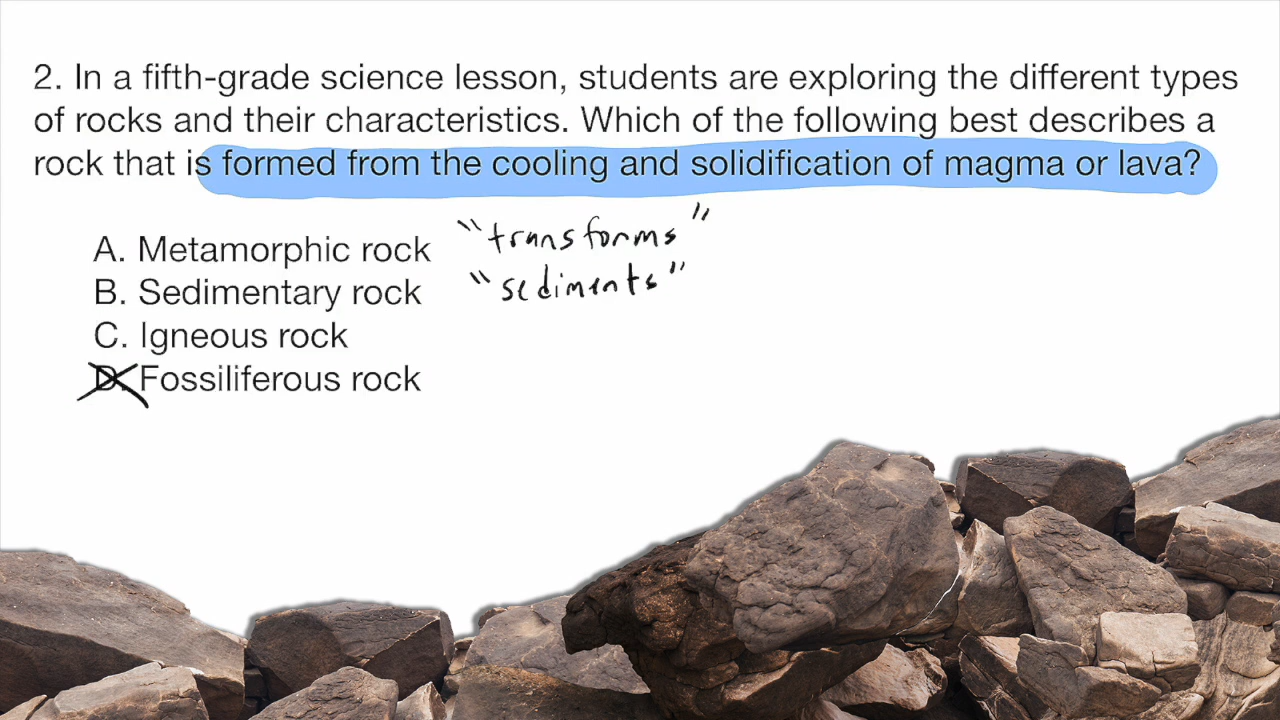 2. In a fifth-grade science lesson, students are exploring the different types
of rocks and their characteristics. Which of the following best describes a
rock that is formed from the cooling and solidification of magma or lava?
A. Metamorphic rock "transforms"
B. Sedimentary rock "sediments"
C. Igneous rock
D. Fossiliferous rock